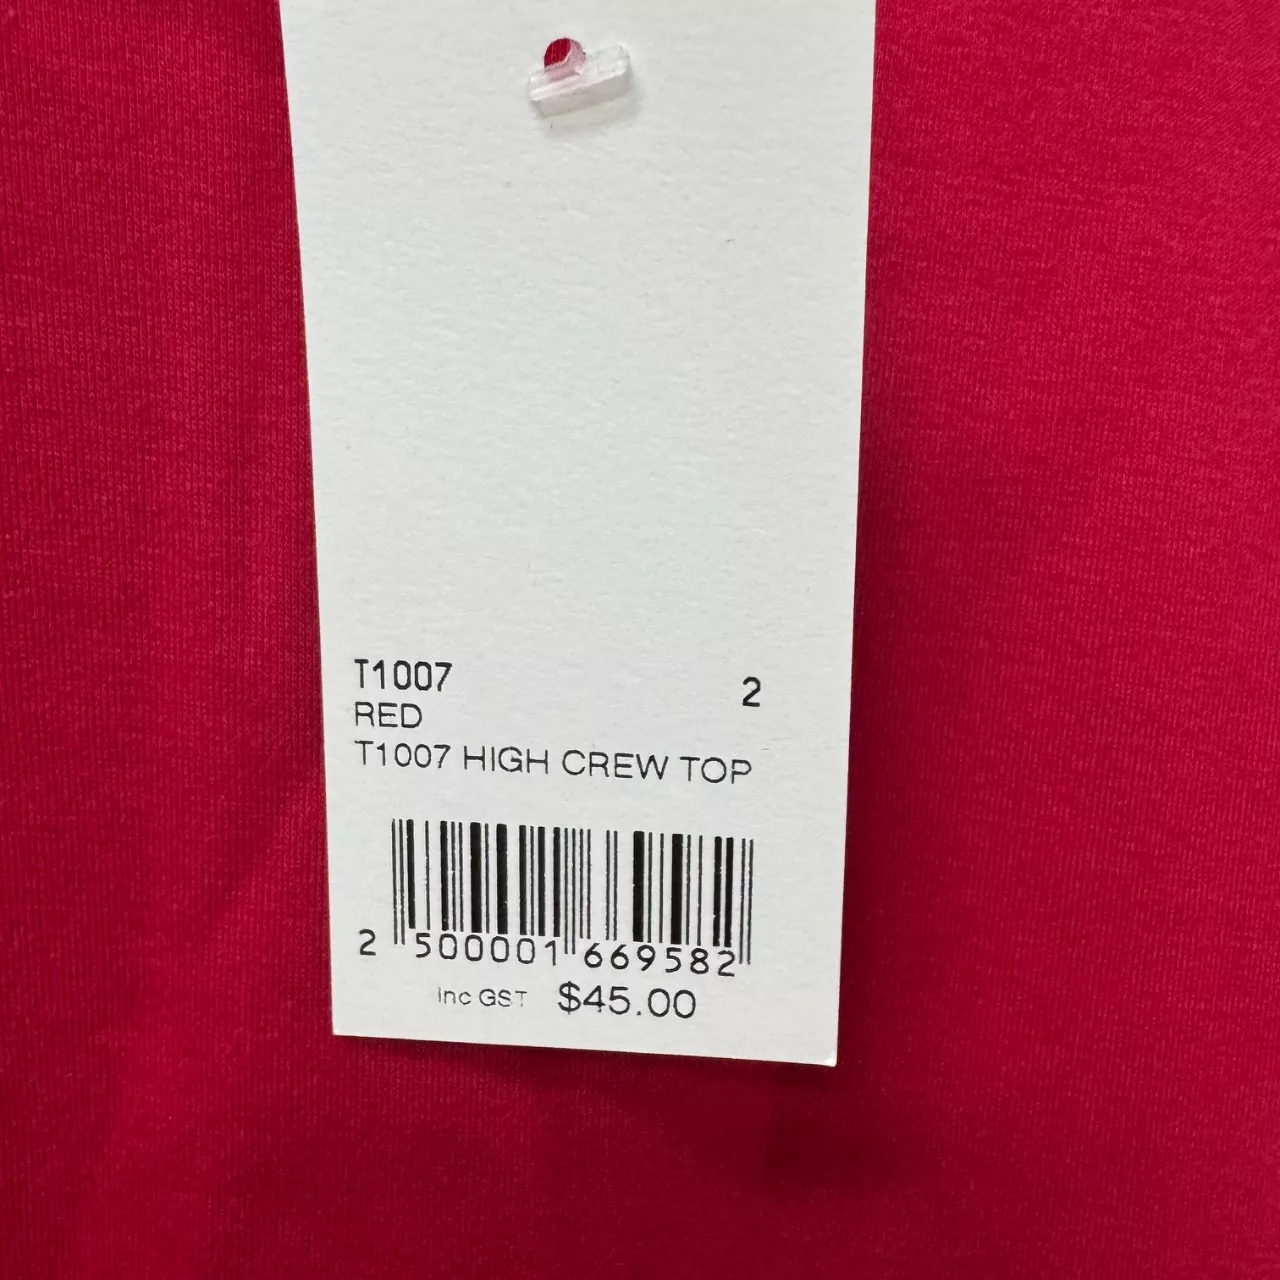 T1007 2
RED
T1007 HIGH CREW TOP
2 500001 669582
Inc GST $45.00